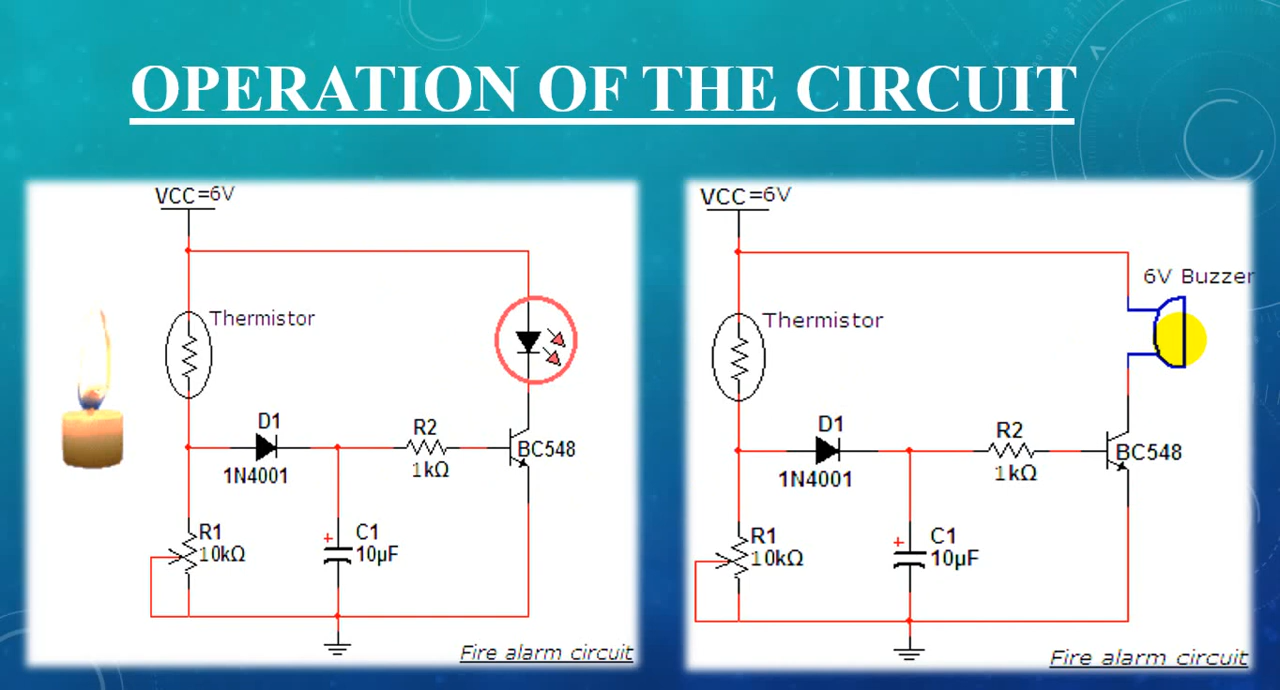 OPERATION OF THE CIRCUIT
VCC=6V
Thermistor
D1
1N4001
R2
1kΩ
BC548
R1
10kΩ
+
C1
10µF
Fire alarm circuit
VCC=6V
6V Buzzer
Thermistor
D1
1N4001
R2
1kΩ
BC548
R1
10kΩ
+
C1
10µF
Fire alarm circuit